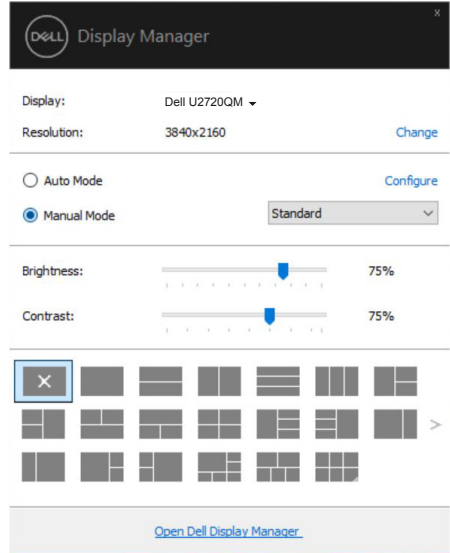 DELL Display Manager x
Display: Dell U2720QM
Resolution: 3840x2160 Change
Auto Mode Configure
Manual Mode Standard
Brightness: 75%
Contrast: 75%
Open Dell Display Manager